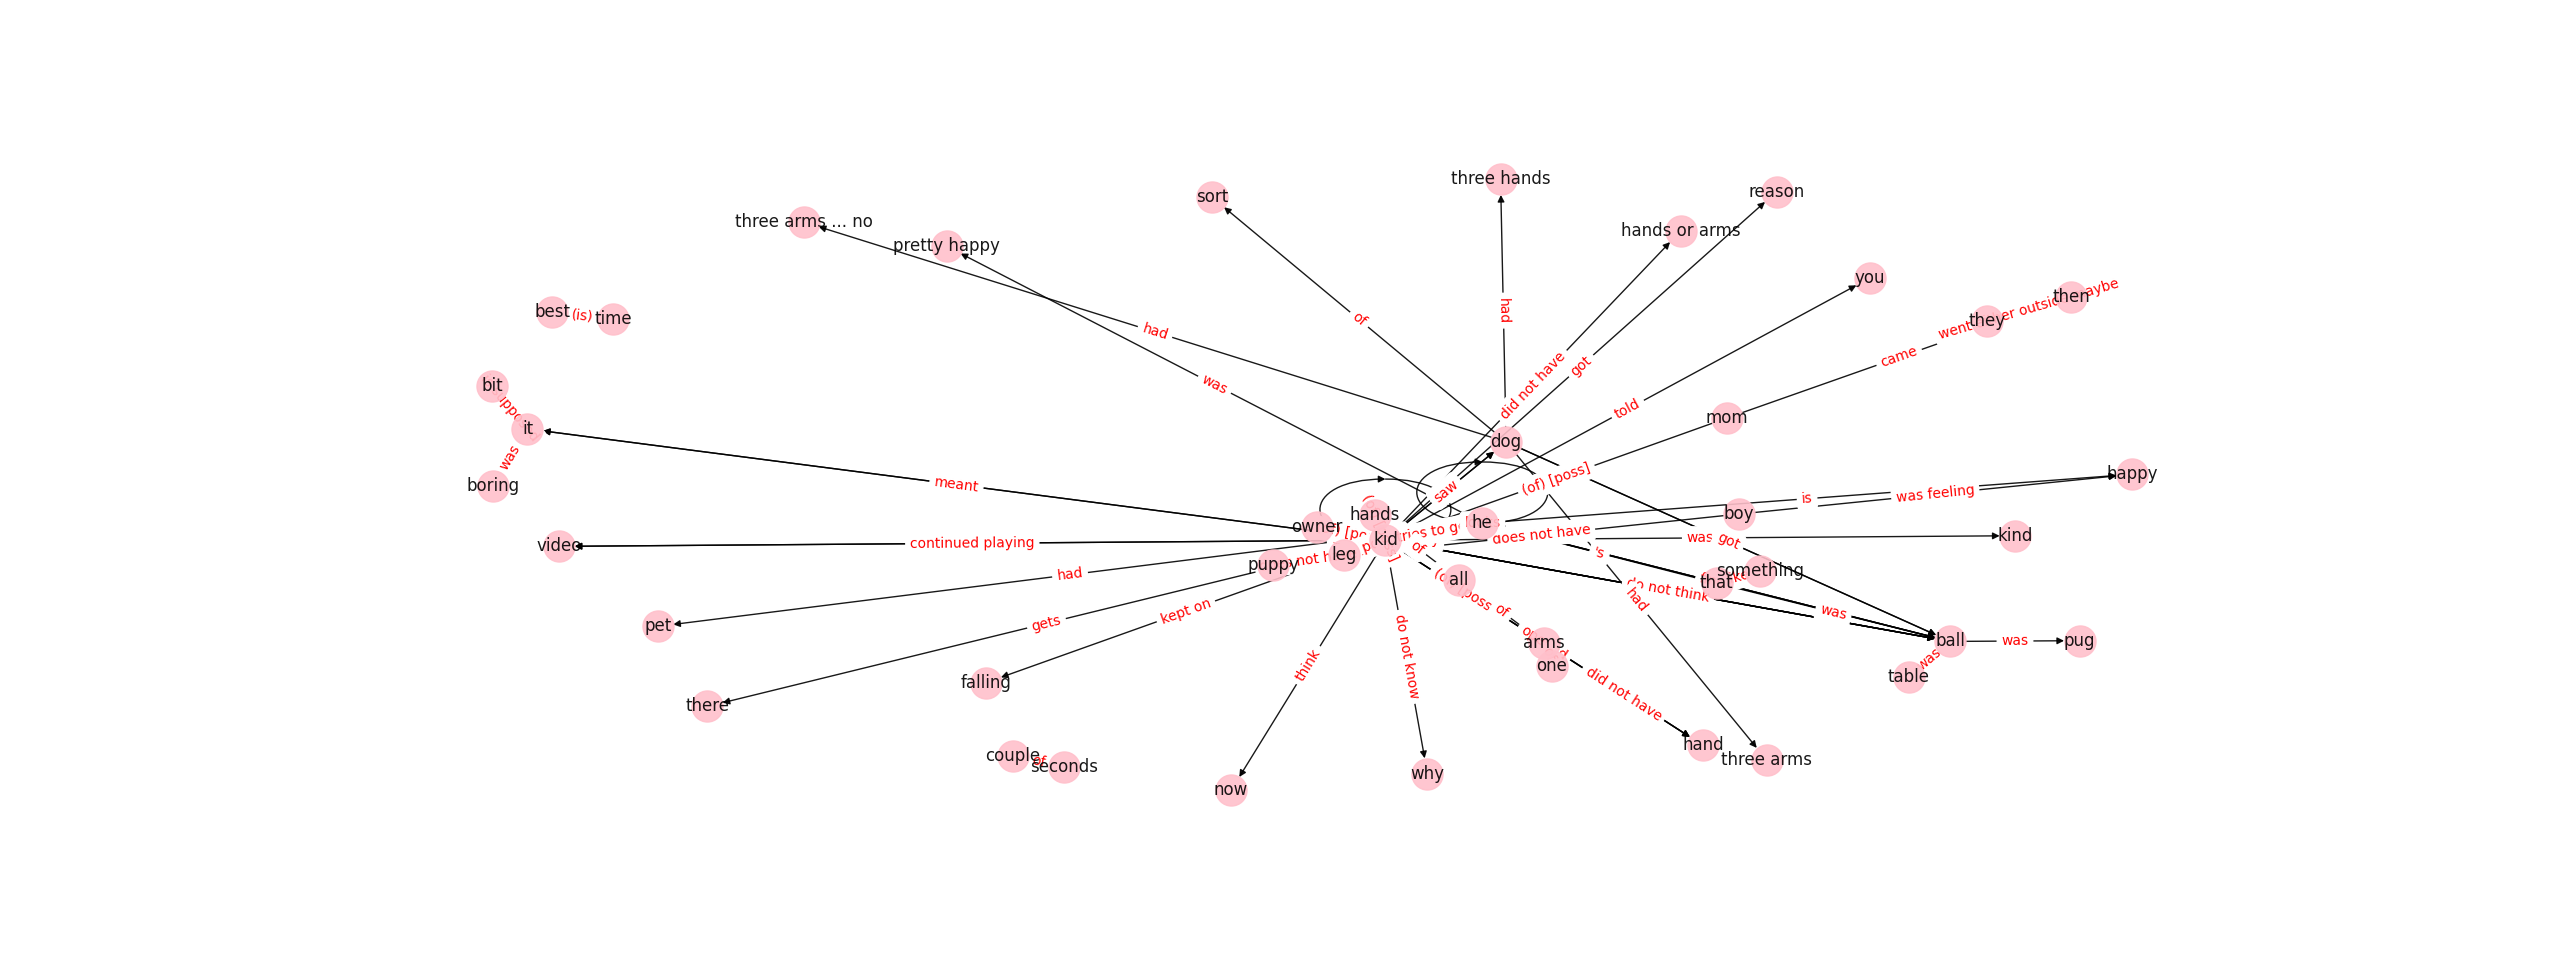 three hands
sort
reason
three arms ... no
hands or arms
pretty happy
you
then
best
(is)
time
they
came
had
of
had
was
did not have
got
told
bit
it
was
boring
mom
dog
happy
meant
saw
(of) [poss]
is
was feeling
hands
owner
he
boy
kid
does not have
was
got
kind
video
continued playing
leg
puppy
all
something
that
had
do not think
was
pet
gets
kept on
think
do not know
arms
one
had
ball
was
pug
was
table
falling
there
did not have
couple
of
seconds
hand
three arms
now
why